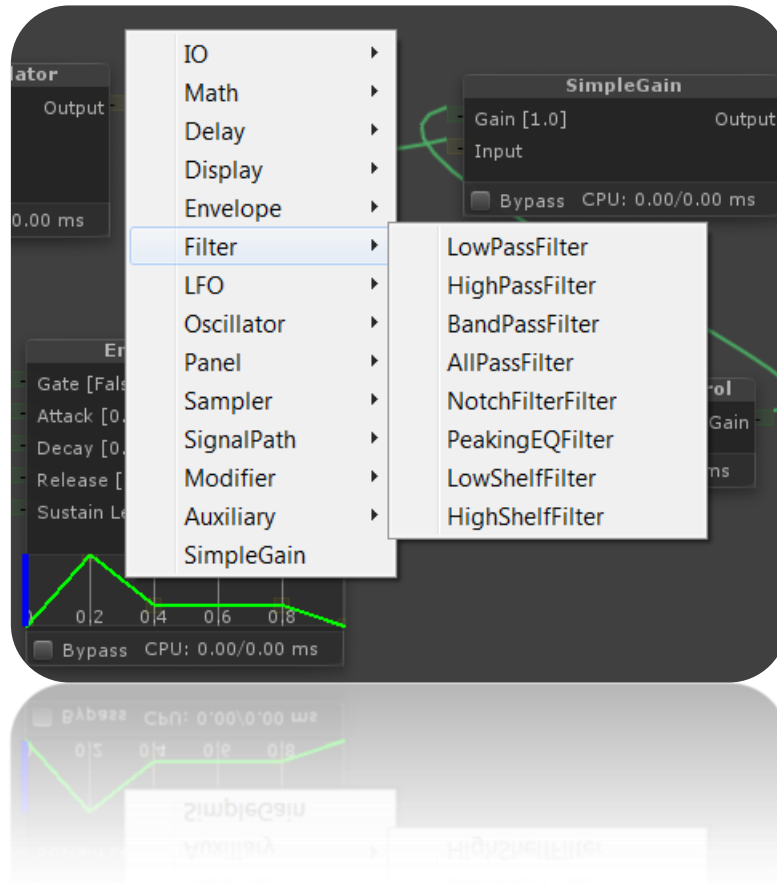 IO
Math
Delay
Display
Envelope
Filter
LFO
Oscillator
Panel
Sampler
SignalPath
Modifier
Auxiliary
SimpleGain
LowPassFilter
HighPassFilter
BandPassFilter
AllPassFilter
NotchFilterFilter
PeakingEQFilter
LowShelfFilter
HighShelfFilter
lator
Output
0.00 ms
SimpleGain
Gain [1.0] Output
Input
Bypass CPU: 0.00/0.00 ms
En
Gate [Fals
Attack [0.
Decay [0.
Release [
Sustain Le
0.2 0.4 0.6 0.8
Bypass CPU: 0.00/0.00 ms
rol
Gain
ms